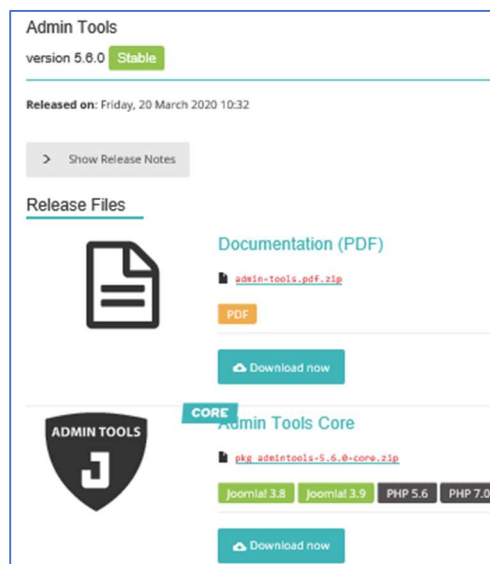 Admin Tools
version 5.6.0 Stable
Released on: Friday, 20 March 2020 10:32
> Show Release Notes
Release Files
Documentation (PDF)
admin-tools.pdf.zip
PDF
Download now
CORE
ADMIN TOOLS
J
Admin Tools Core
pkg_admintools-5.6.0-core.zip
Joomla! 3.8 Joomla! 3.9 PHP 5.6 PHP 7.0
Download now